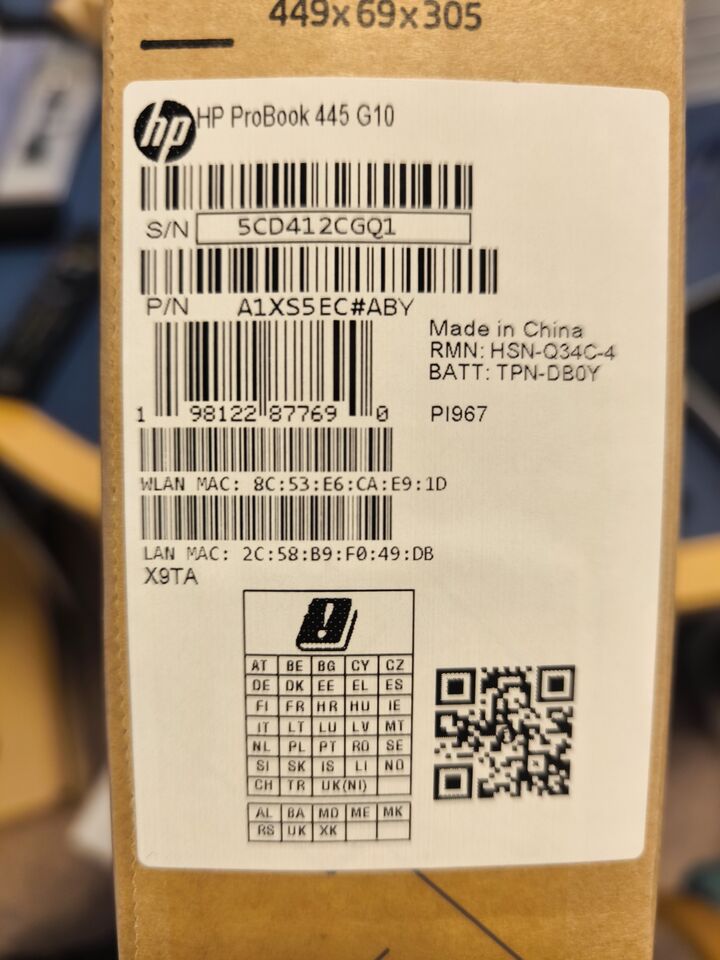 449x69x305
hp HP ProBook 445 G10
S/N 5CD412CGQ1
P/N A1XS5EC#ABY
Made in China
RMN: HSN-Q34C-4
BATT: TPN-DB0Y
1 98122 87769 0 PI967
WLAN MAC: 8C:53:E6:CA:E9:1D
LAN MAC: 2C:58:B9:F0:49:DB
X9TA
!
AT BE BG CY CZ
DE DK EE EL ES
FI FR HR HU IE
IT LT LU LV MT
NL PL PT RO SE
SI SK IS LI NO
CH TR UK(NI)
AL BA MD ME MK
RS UK XK